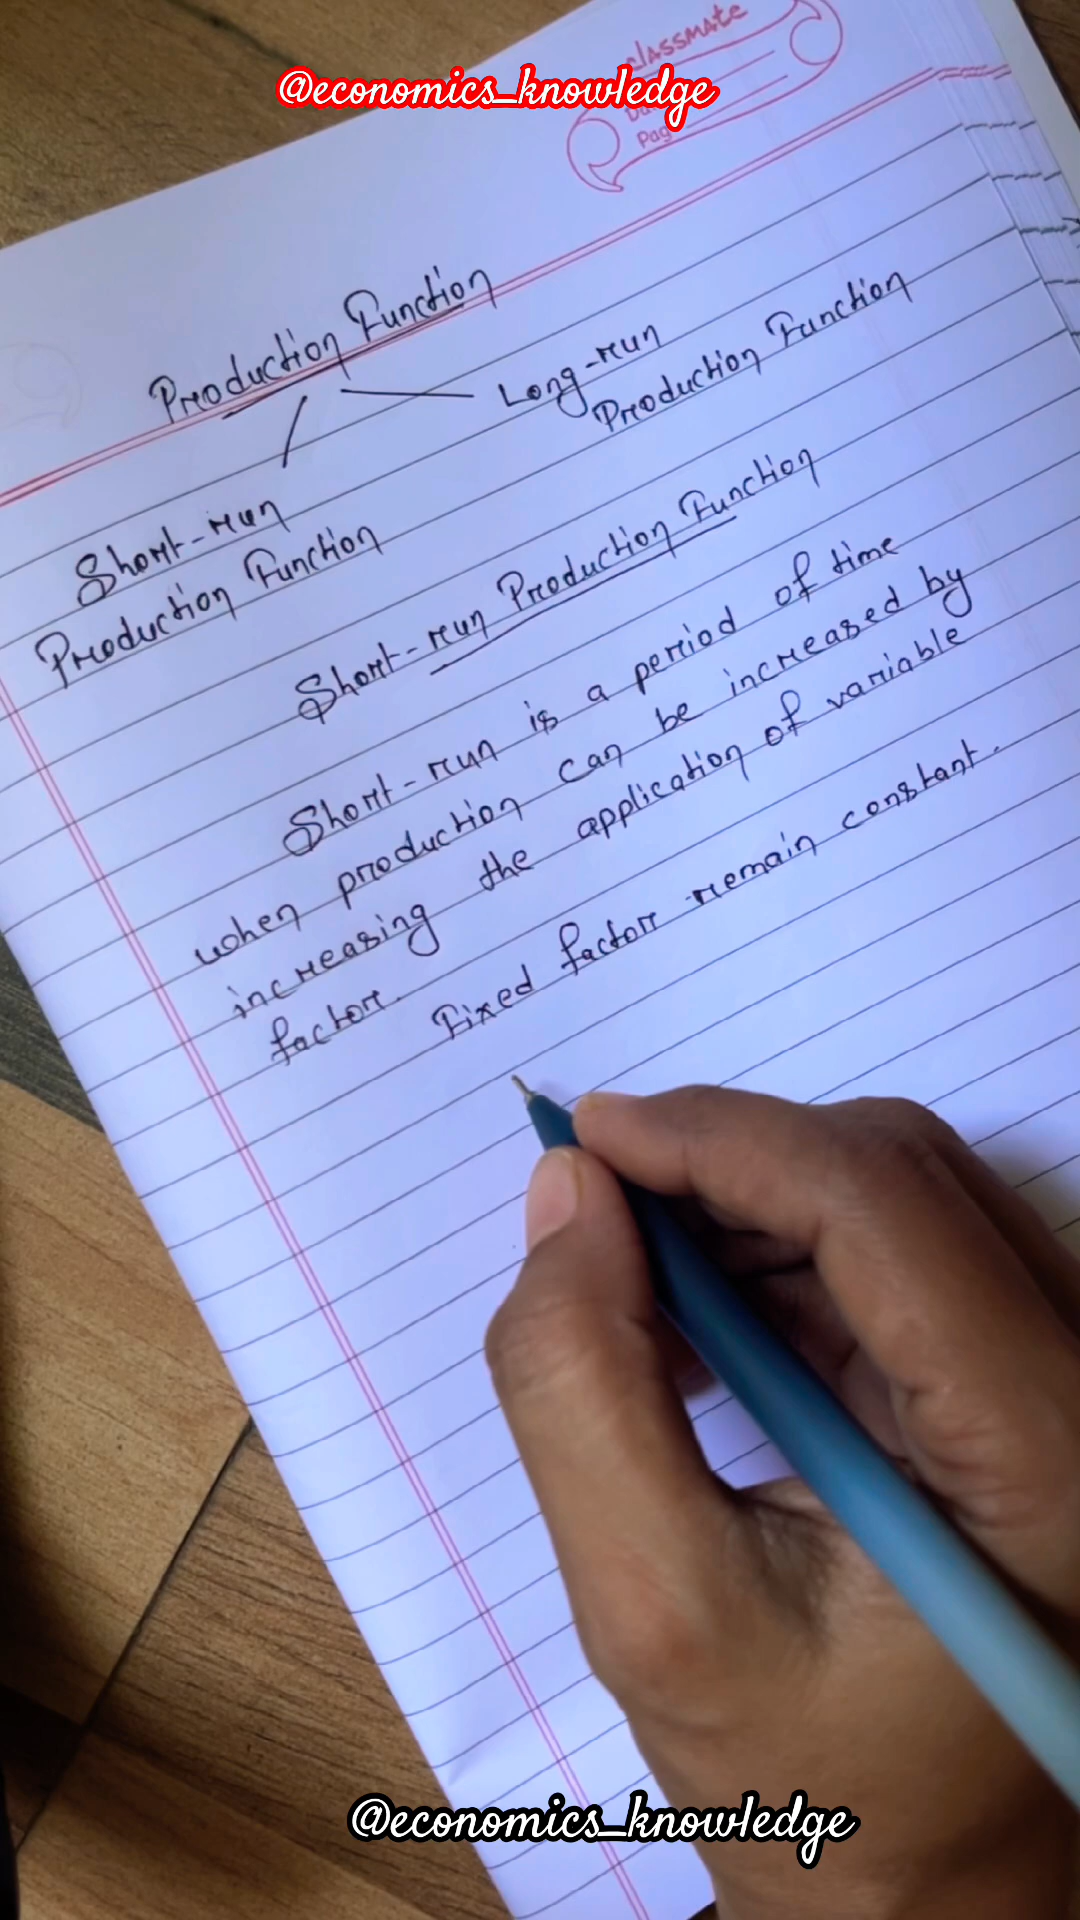 classmate
@economics_knowledge
Pag
Production Function
Long-run
Production Function
Short-run
Production Function
Short-run Production Function
Short-run is a period of time
when production can be increased by
increasing the application of variable
factor.
Fixed factor remain constant.
@economics_knowledge